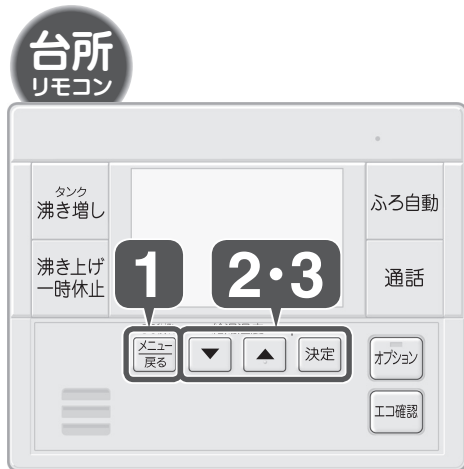 台所
リモコン
タンク
沸き増し
ふろ自動
沸き上げ
一時休止
1
2・3
通話
メニュー
戻る
▼
▲
決定
オプション
エコ確認